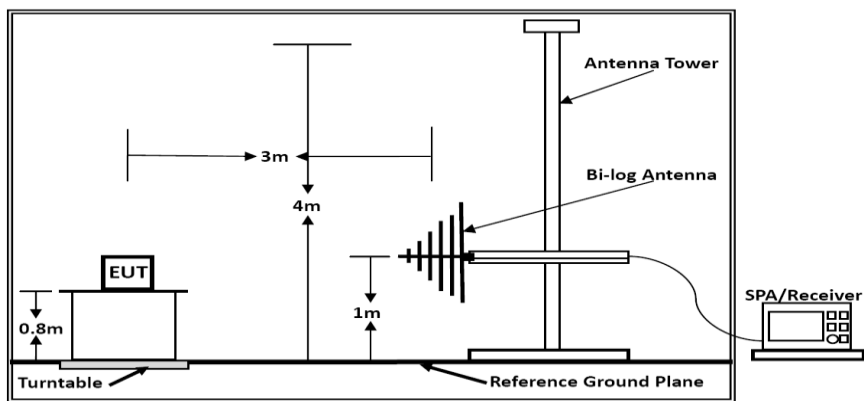 Antenna Tower
3m
Bi-log Antenna
4m
EUT
SPA/Receiver
0.8m
1m
Turntable
Reference Ground Plane